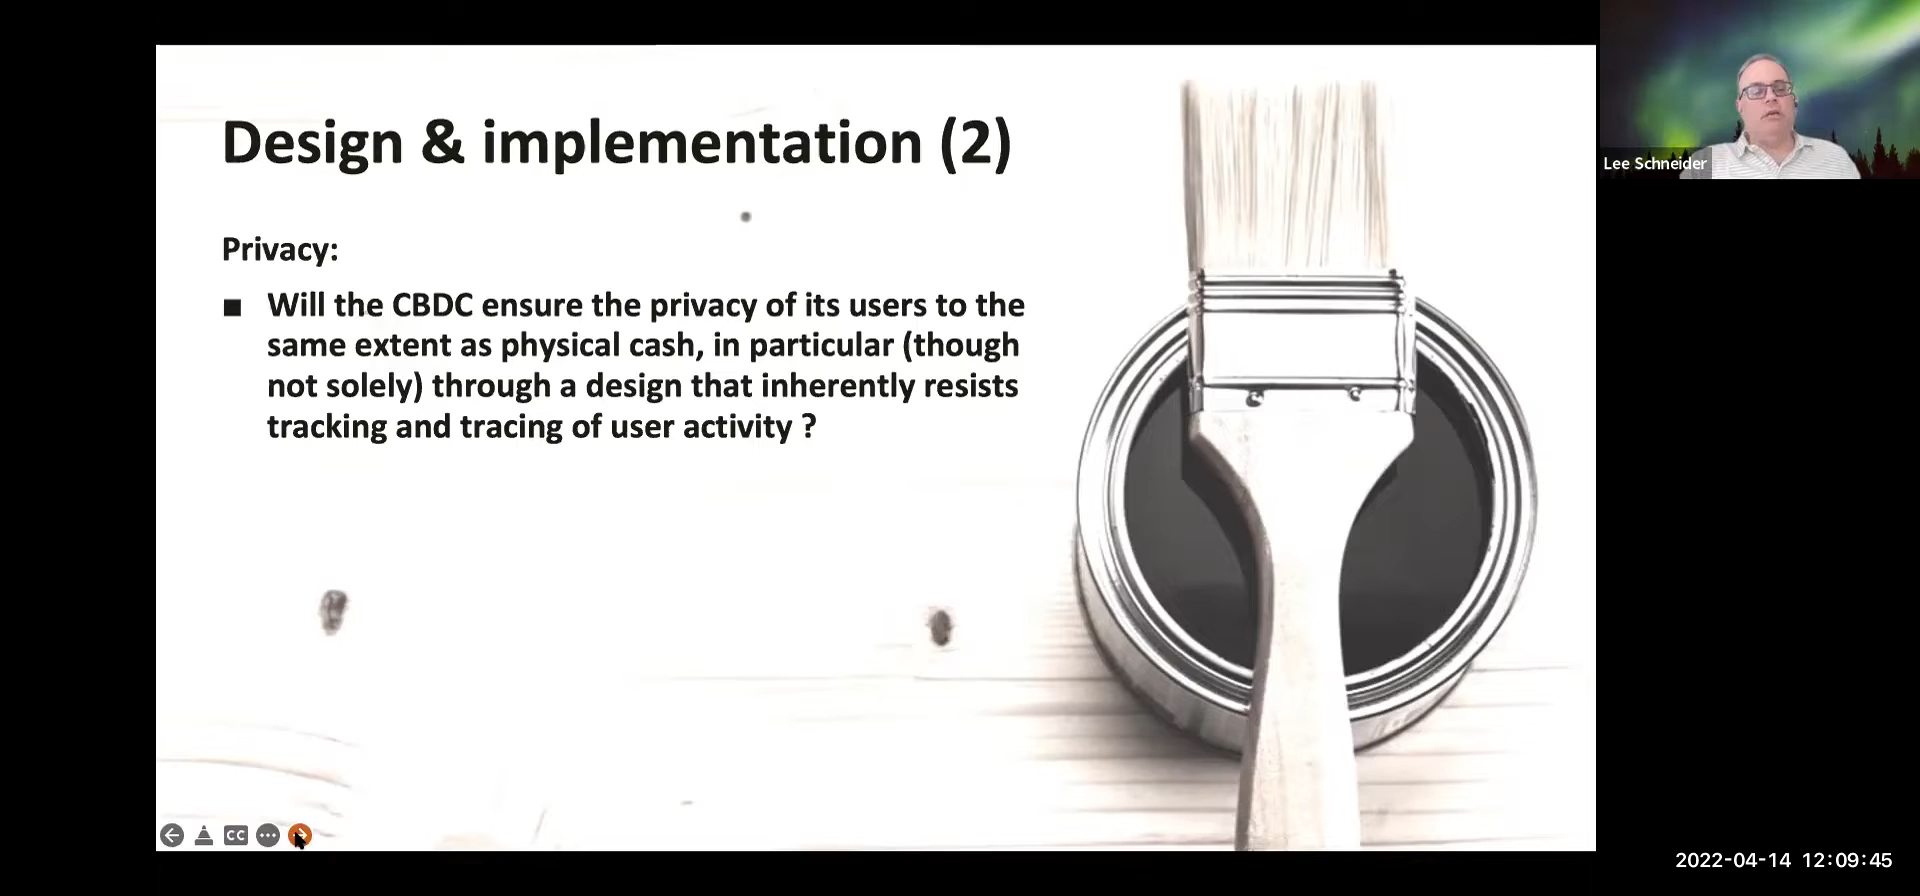 Design & implementation (2)
Privacy:
■ Will the CBDC ensure the privacy of its users to the
same extent as physical cash, in particular (though
not solely) through a design that inherently resists
tracking and tracing of user activity ?
Lee Schneider
CC
2022-04-14 12:09:45